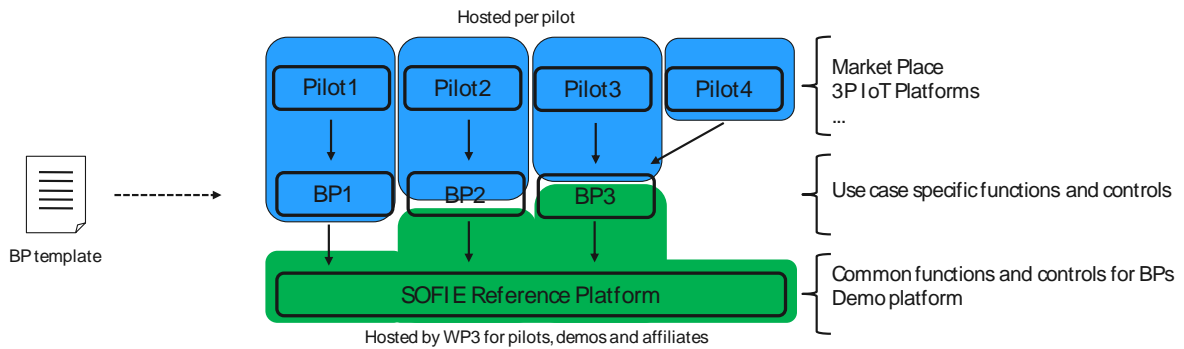 Hosted per pilot
Pilot1
Pilot2
Pilot3
Pilot4
Market Place
3P IoT Platforms
...
BP1
BP2
BP3
Use case specific functions and controls
BP template
SOFIE Reference Platform
Common functions and controls for BPs
Demo platform
Hosted by WP3 for pilots, demos and affiliates